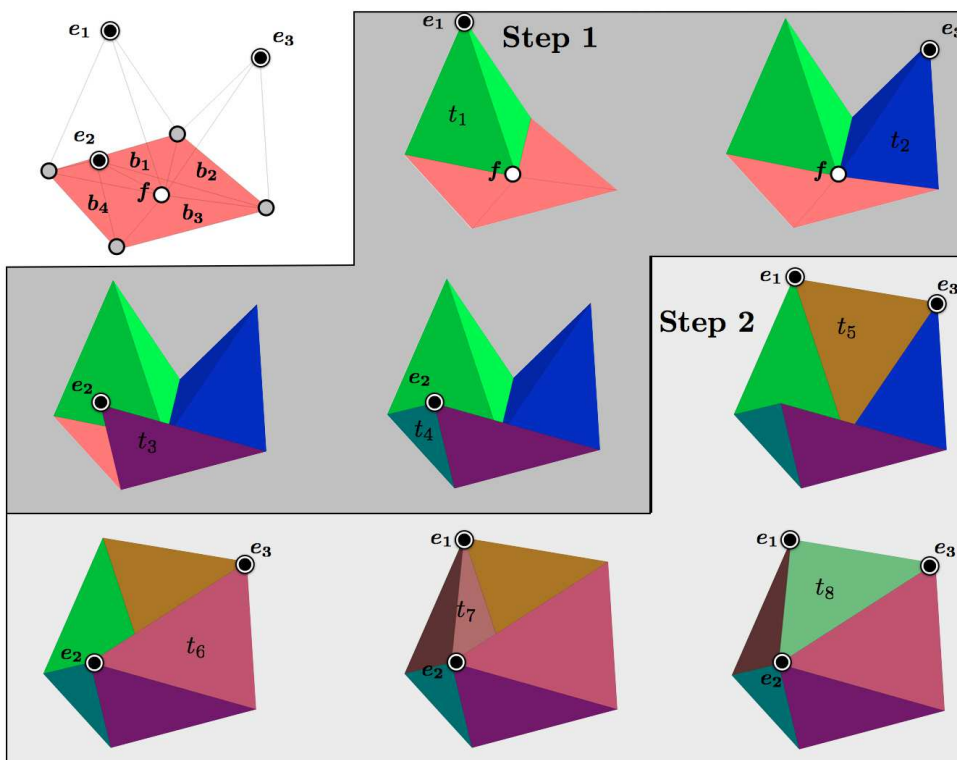 e₁
e₃
e₂
b₁
b₂
f
b₄
b₃
e₁
Step 1
t₁
f
e₃
t₂
f
e₂
t₃
e₂
t₄
Step 2
e₁
e₃
t₅
e₃
e₂
t₆
e₁
t₇
e₂
e₁
e₃
t₈
e₂